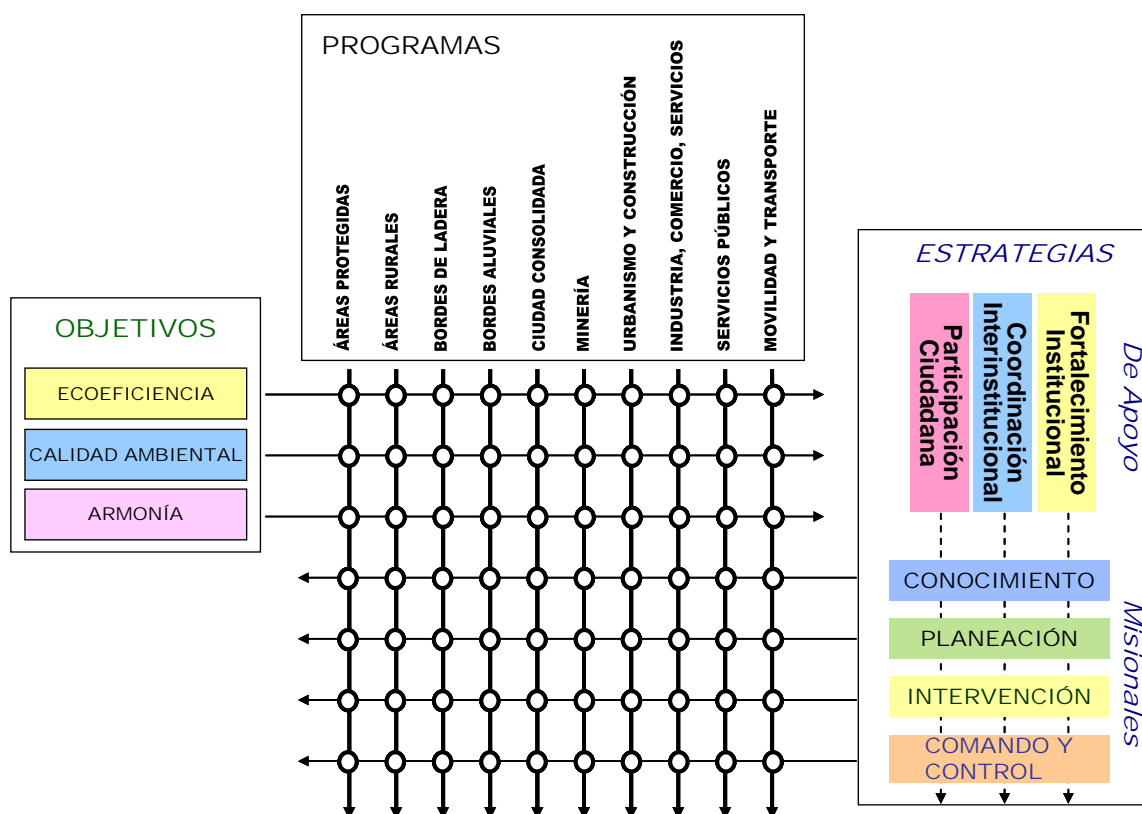 PROGRAMAS
ÁREAS PROTEGIDAS
ÁREAS RURALES
BORDES DE LADERA
BORDES ALUVIALES
CIUDAD CONSOLIDADA
MINERÍA
URBANISMO Y CONSTRUCCIÓN
INDUSTRIA, COMERCIO, SERVICIOS
SERVICIOS PÚBLICOS
MOVILIDAD Y TRANSPORTE
OBJETIVOS
ECOEFICIENCIA
CALIDAD AMBIENTAL
ARMONÍA
ESTRATEGIAS
Participación
Ciudadana
Coordinación
Interinstitucional
Fortalecimiento
Institucional
De Apoyo
CONOCIMIENTO
PLANEACIÓN
INTERVENCIÓN
COMANDO Y
CONTROL
Misionales